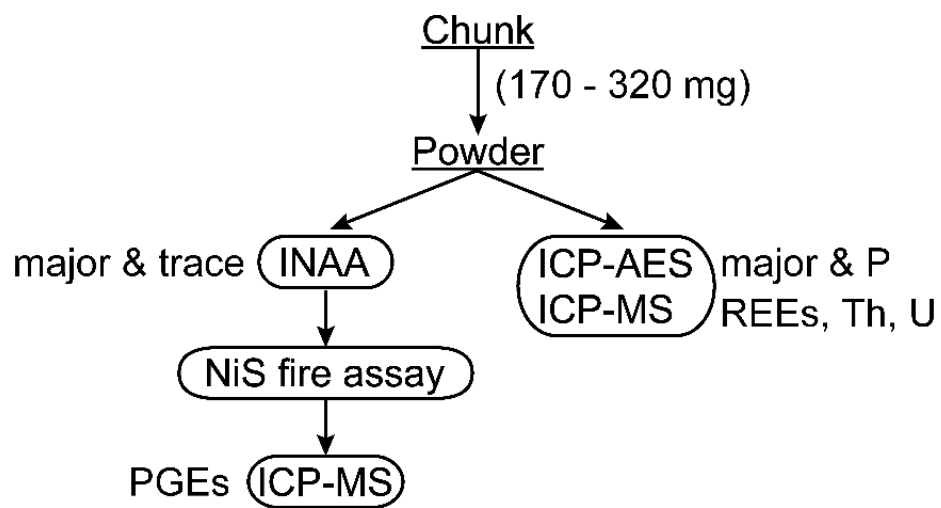 Chunk
(170 - 320 mg)
Powder
major & trace INAA
ICP-AES major & P
ICP-MS REEs, Th, U
NiS fire assay
PGEs ICP-MS